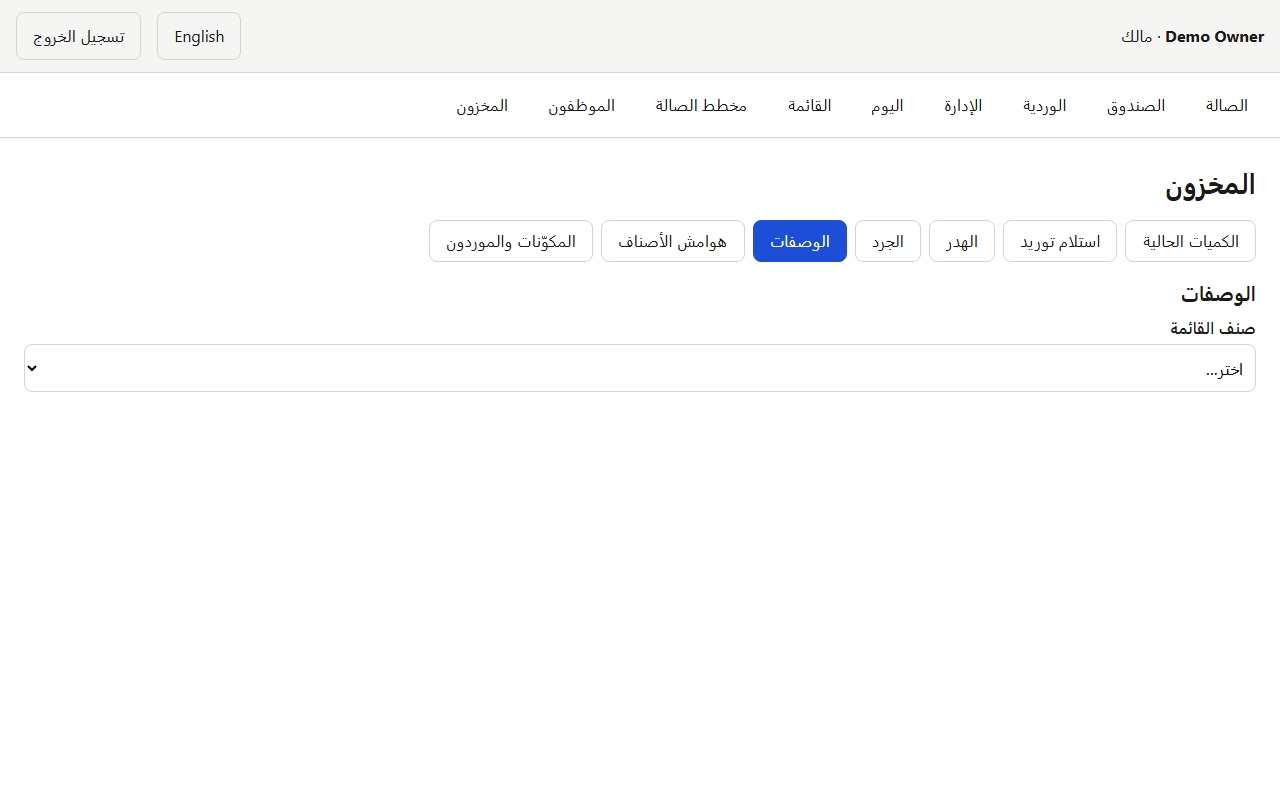 Demo Owner · مالك
English
تسجيل الخروج
الصالة الصندوق الوردية الإدارة اليوم القائمة مخطط الصالة الموظفون المخزون
المخزون
الكميات الحالية استلام توريد الهدر الجرد الوصفات هوامش الأصناف المكوّنات والموردون
الوصفات
صنف القائمة
اختر...